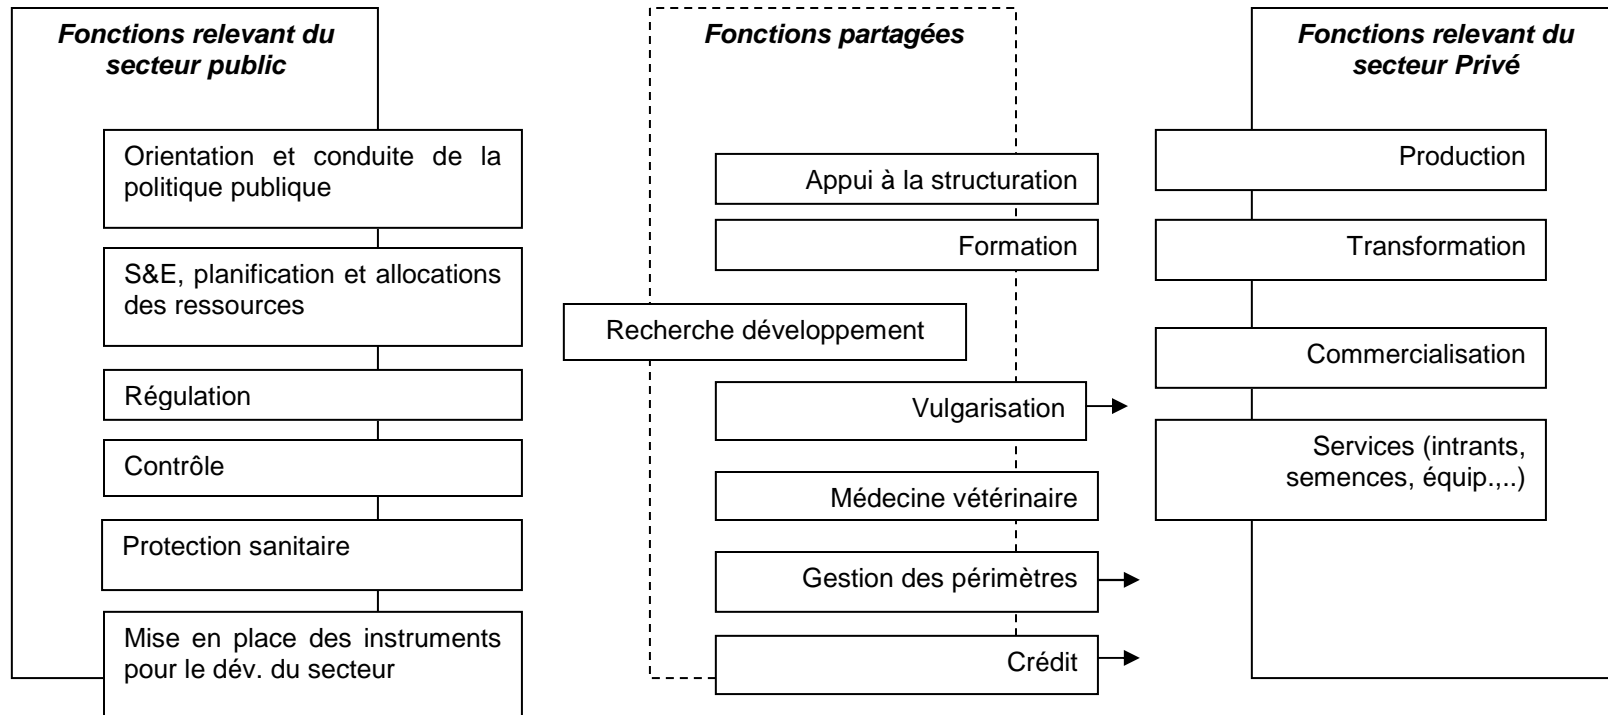 Fonctions relevant du
secteur public
Orientation et conduite de la
politique publique
S&E, planification et allocations
des ressources
Régulation
Contrôle
Protection sanitaire
Mise en place des instruments
pour le dév. du secteur
Fonctions partagées
Appui à la structuration
Formation
Recherche développement
Vulgarisation
Médecine vétérinaire
Gestion des périmètres
Crédit
Fonctions relevant du
secteur Privé
Production
Transformation
Commercialisation
Services (intrants,
semences, équip.,..)